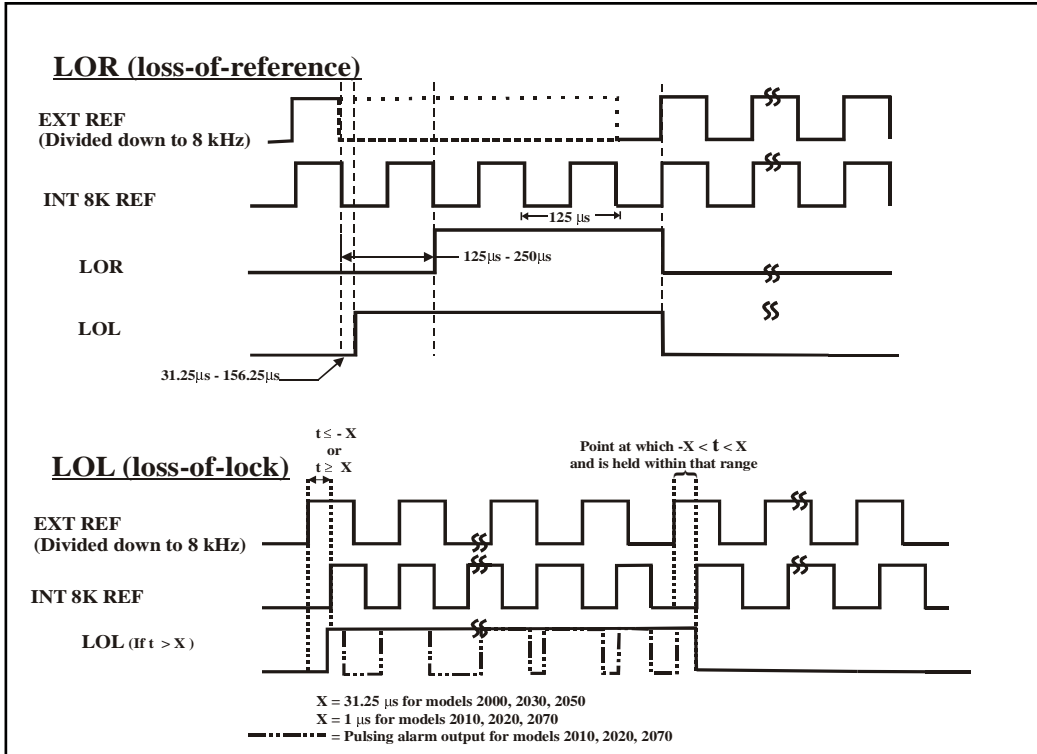 LOR (loss-of-reference)
EXT REF
(Divided down to 8 kHz)
INT 8K REF
125 μs
LOR
125μs - 250μs
LOL
31.25μs - 156.25μs
t ≤ - X
or
t ≥ X
Point at which -X < t < X
and is held within that range
LOL (loss-of-lock)
EXT REF
(Divided down to 8 kHz)
INT 8K REF
LOL (If t > X )
X = 31.25 μs for models 2000, 2030, 2050
X = 1 μs for models 2010, 2020, 2070
= Pulsing alarm output for models 2010, 2020, 2070